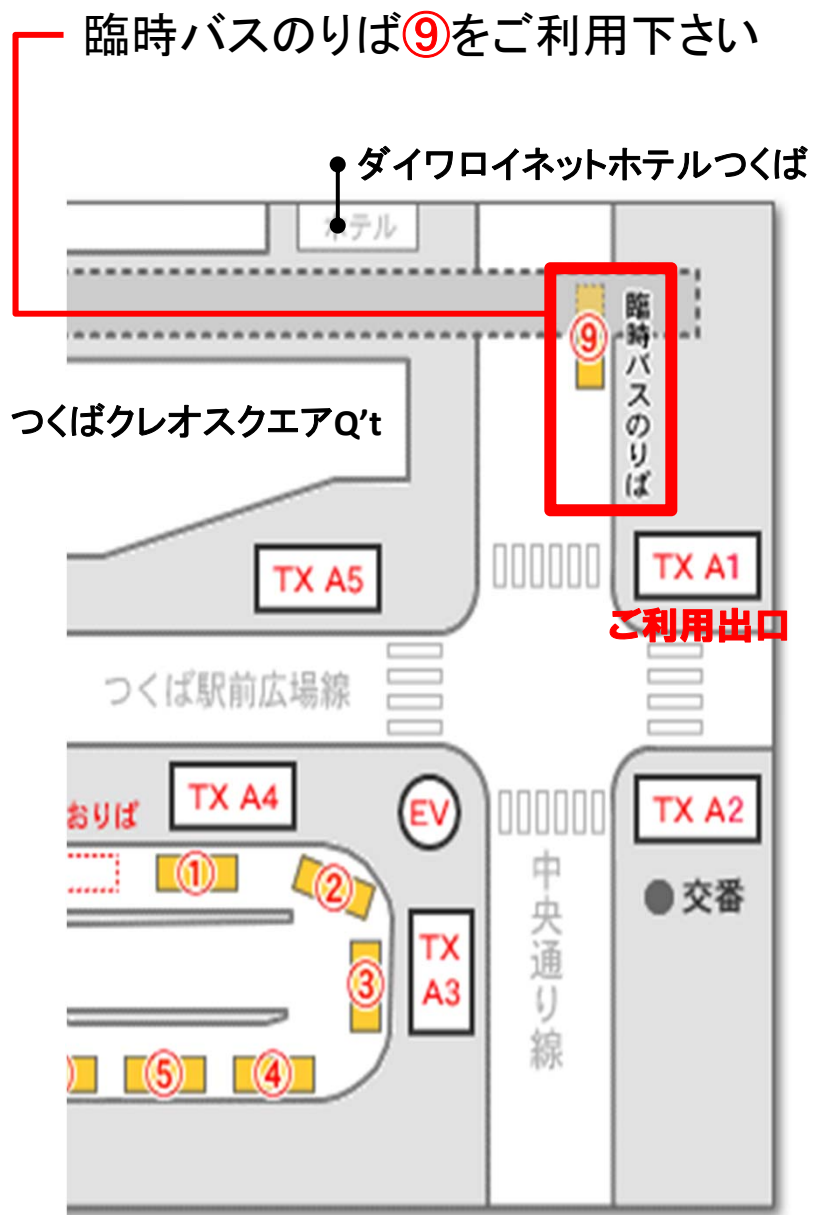 臨時バスのりば⑨をご利用下さい
ダイワロイネットホテルつくば
ホテル
⑨
臨時バスのりば
つくばクレオスクエアQ't
TX A5
TX A1
ご利用出口
つくば駅前広場線
おりば
TX A4
EV
TX A2
①
②
中央通り線
交番
③
TX
A3
⑤
④